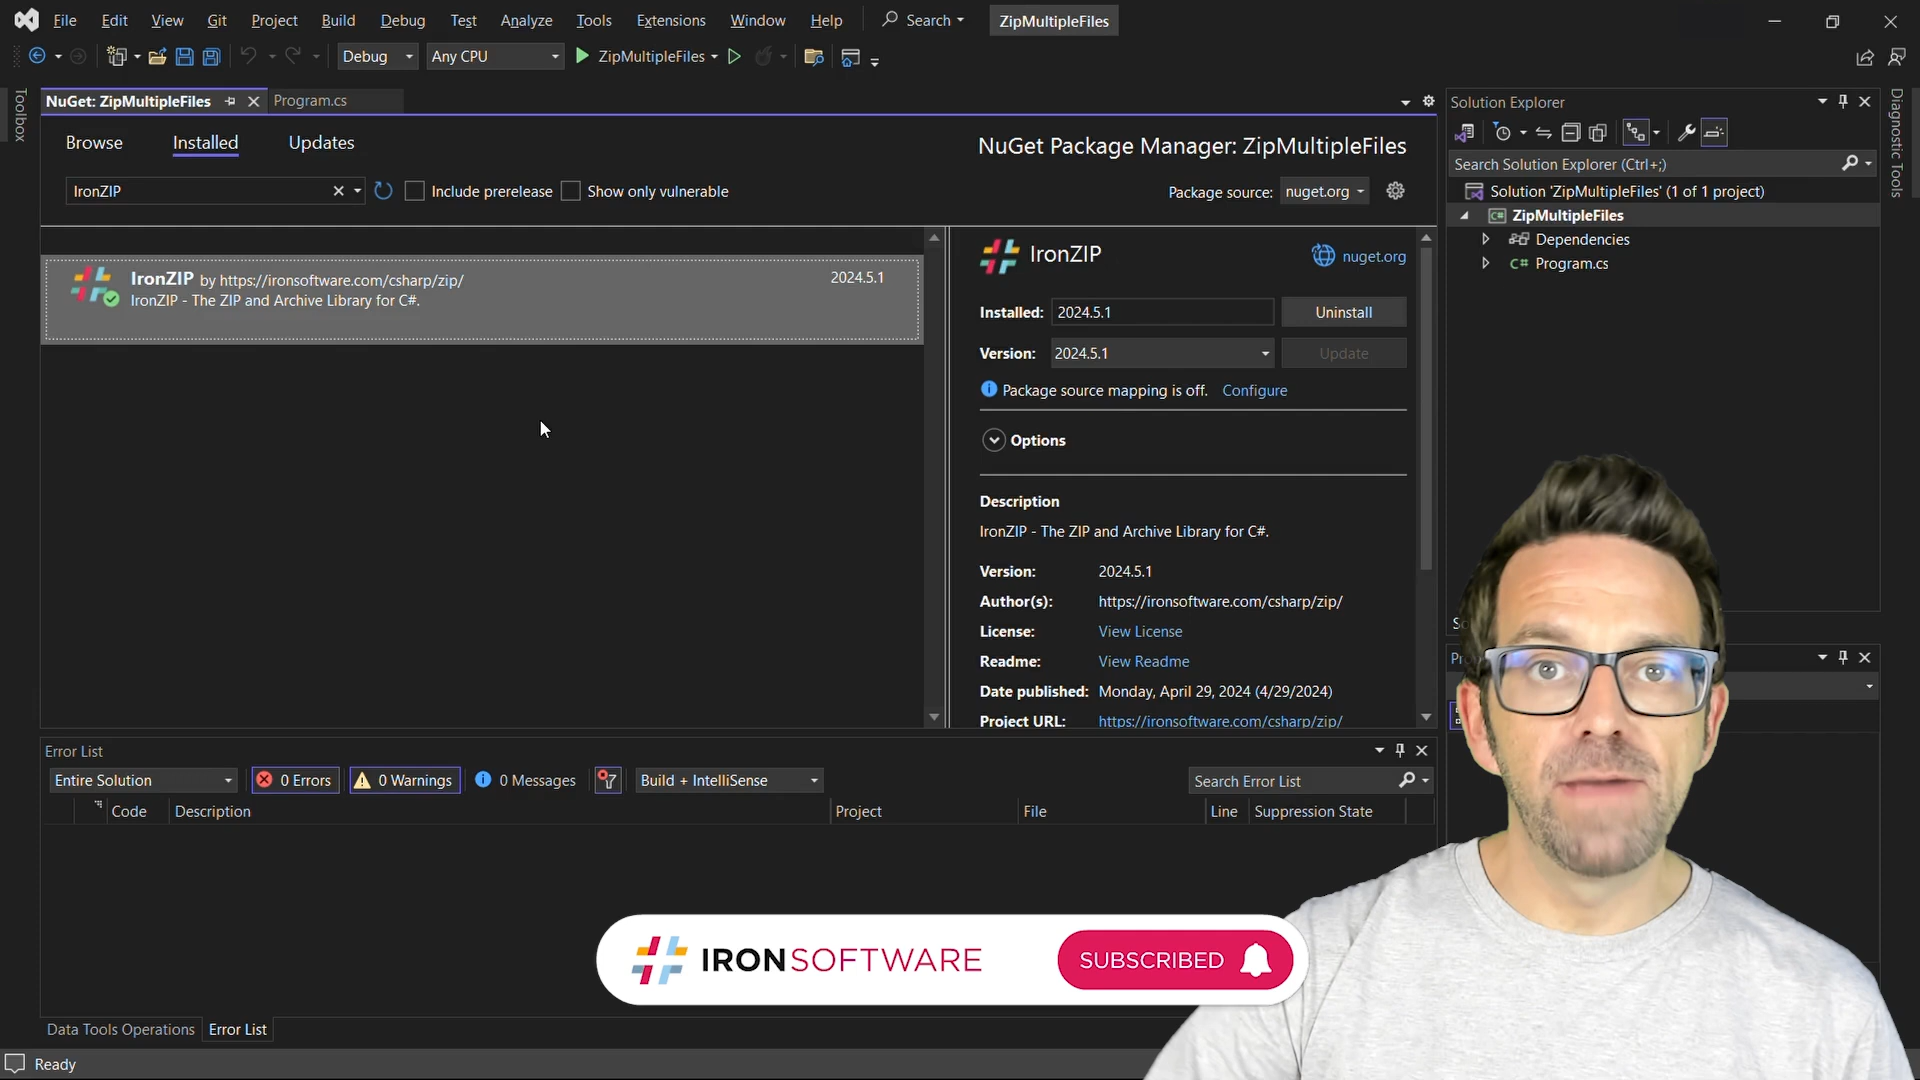 File Edit View Git Project Build Debug Test Analyze Tools Extensions Window Help Search ZipMultipleFiles
Debug Any CPU ZipMultipleFiles
Toolbox
NuGet: ZipMultipleFiles Program.cs
Browse Installed Updates
NuGet Package Manager: ZipMultipleFiles
IronZIP Include prerelease Show only vulnerable
Package source: nuget.org
IronZIP by https://ironsoftware.com/csharp/zip/ 2024.5.1
IronZIP - The ZIP and Archive Library for C#.
IronZIP nuget.org
Installed: 2024.5.1 Uninstall
Version: 2024.5.1 Update
Package source mapping is off. Configure
Options
Description
IronZIP - The ZIP and Archive Library for C#.
Version: 2024.5.1
Author(s): https://ironsoftware.com/csharp/zip/
License: View License
Readme: View Readme
Date published: Monday, April 29, 2024 (4/29/2024)
Project URL: https://ironsoftware.com/csharp/zip/
Solution Explorer
Search Solution Explorer (Ctrl+;)
Solution 'ZipMultipleFiles' (1 of 1 project)
C# ZipMultipleFiles
Dependencies
C# Program.cs
Diagnostic Tools
Error List
Entire Solution 0 Errors 0 Warnings 0 Messages Build + IntelliSense Search Error List
Code Description Project File Line Suppression State
IRONSOFTWARE SUBSCRIBED
Data Tools Operations Error List
Ready